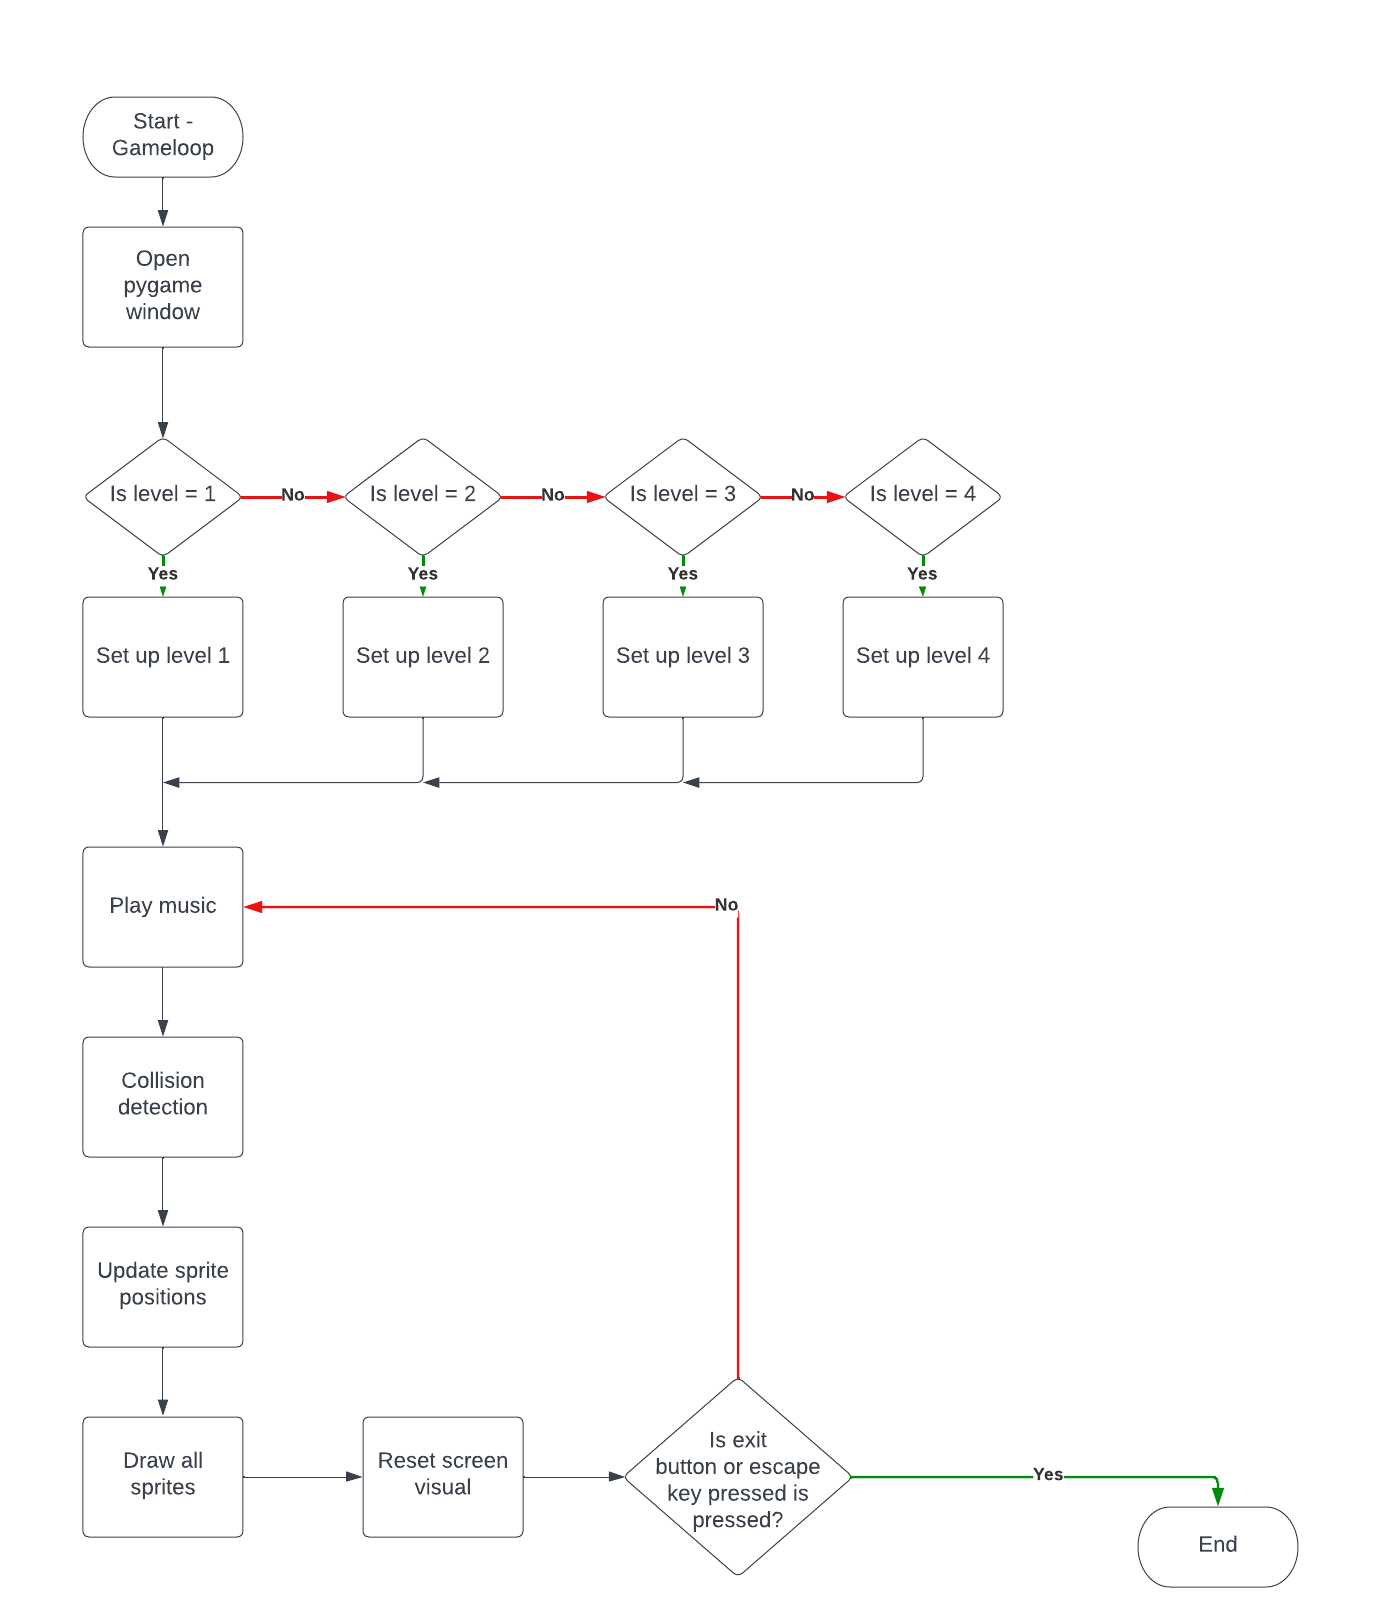 Start -
Gameloop
Open
pygame
window
Is level = 1
No
Is level = 2
No
Is level = 3
No
Is level = 4
Yes
Yes
Yes
Yes
Set up level 1
Set up level 2
Set up level 3
Set up level 4
Play music
No
Collision
detection
Update sprite
positions
Draw all
sprites
Reset screen
visual
Is exit
button or escape
key pressed is
pressed?
Yes
End